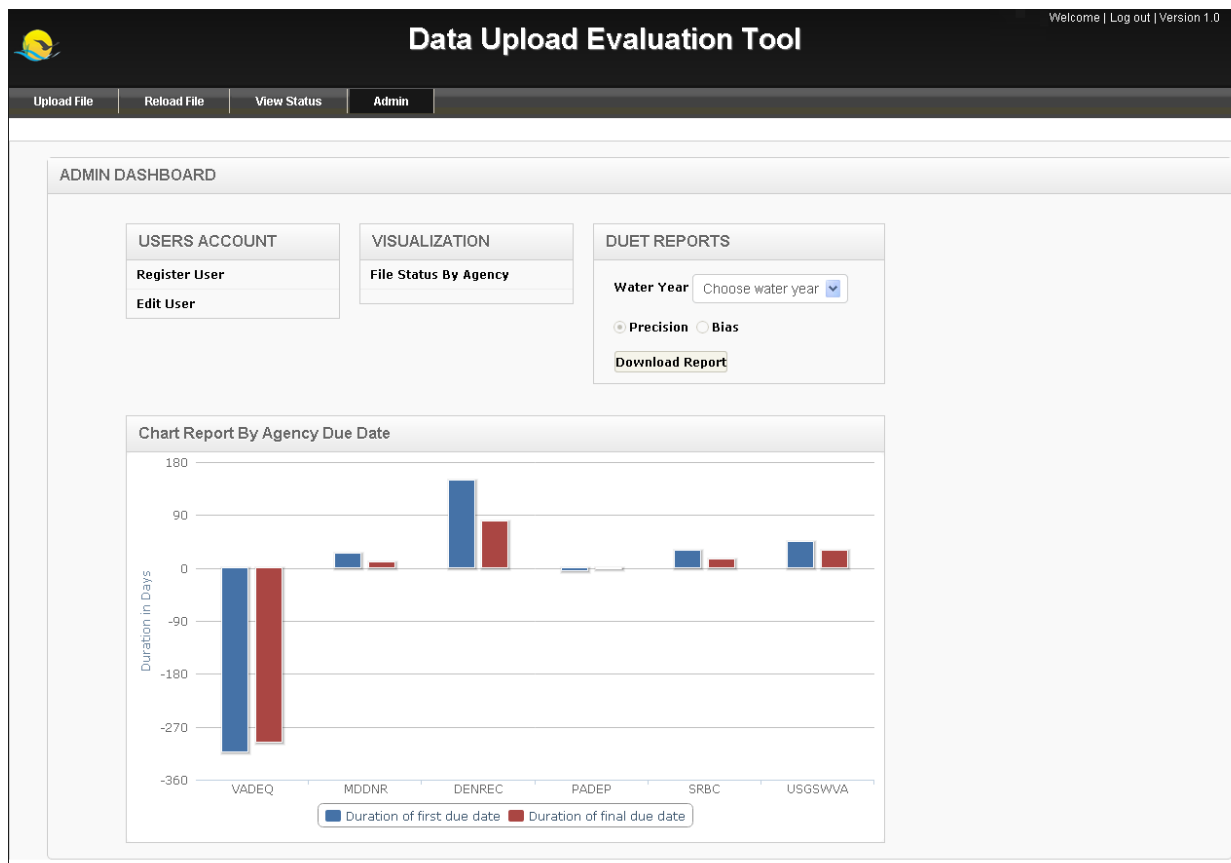 Welcome | Log out | Version 1.0
Data Upload Evaluation Tool
Upload File Reload File View Status Admin
ADMIN DASHBOARD
USERS ACCOUNT
Register User
Edit User
VISUALIZATION
File Status By Agency
DUET REPORTS
Water Year Choose water year
Precision Bias
Download Report
Chart Report By Agency Due Date
180
90
0
-90
-180
-270
-360
Duration in Days
VADEQ MDDNR DENREC PADEP SRBC USGSWVA
Duration of first due date Duration of final due date